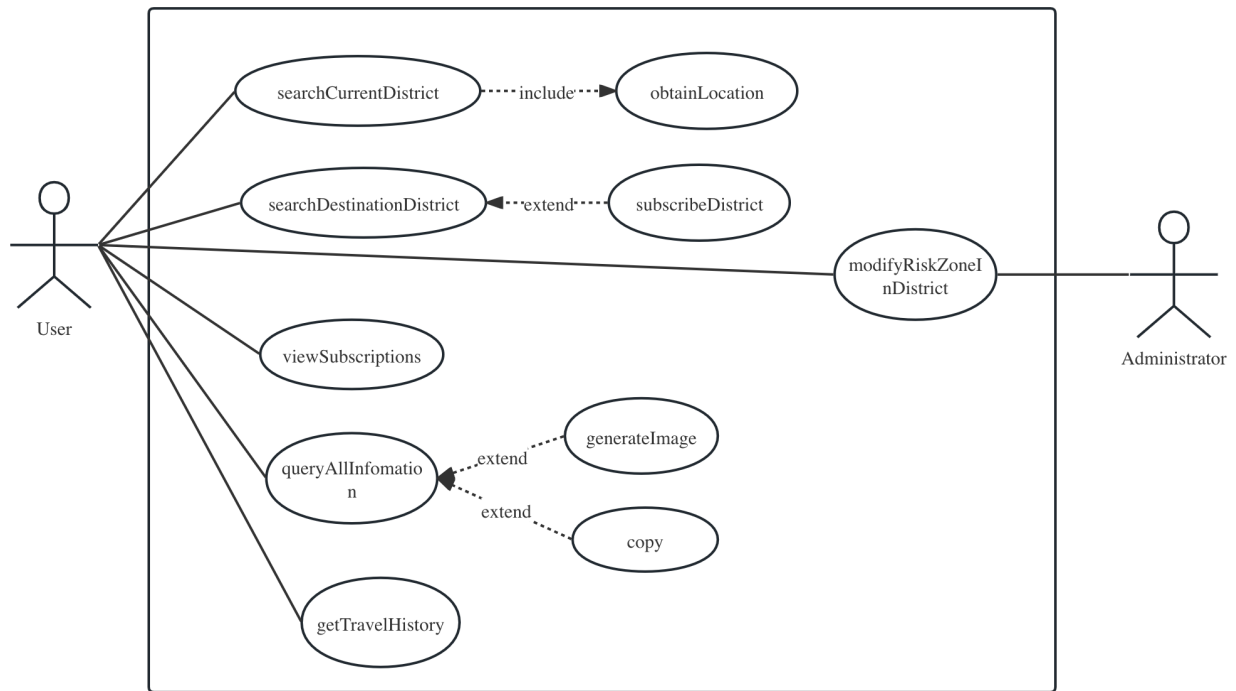 searchCurrentDistrict
include
obtainLocation
searchDestinationDistrict
extend
subscribeDistrict
modifyRiskZoneI
nDistrict
User
Administrator
viewSubscriptions
generateImage
queryAllInfomatio
n
extend
extend
copy
getTravelHistory